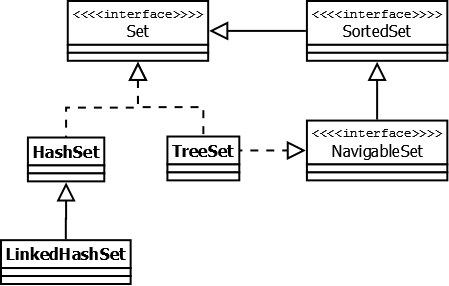 <<<<interface>>>> <<<<interface>>>>
Set SortedSet
HashSet TreeSet <<<<interface>>>>
NavigableSet
LinkedHashSet